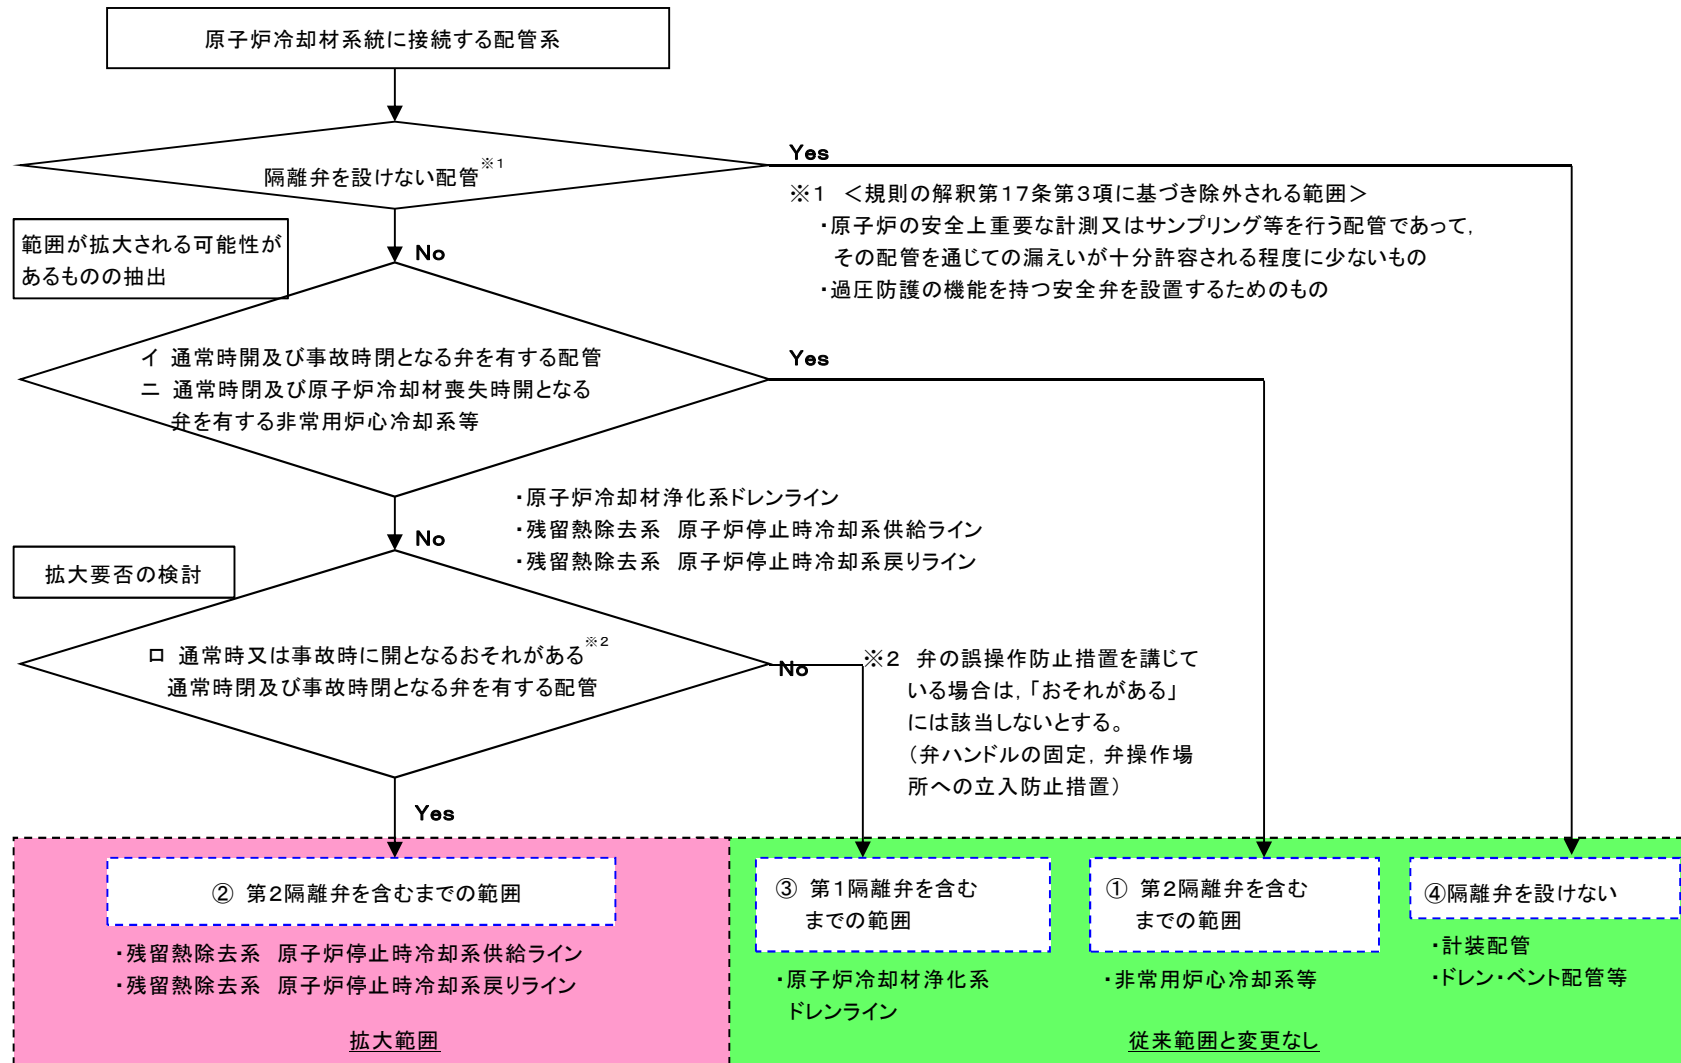 原子炉冷却材系統に接続する配管系
隔離弁を設けない配管※1
Yes
※1 <規則の解釈第17条第3項に基づき除外される範囲>
・原子炉の安全上重要な計測又はサンプリング等を行う配管であって,
その配管を通じての漏えいが十分許容される程度に少ないもの
・過圧防護の機能を持つ安全弁を設置するためのもの
範囲が拡大される可能性が
あるものの抽出
No
イ 通常時開及び事故時閉となる弁を有する配管
ニ 通常時閉及び原子炉冷却材喪失時開となる
弁を有する非常用炉心冷却系等
Yes
・原子炉冷却材浄化系ドレンライン
・残留熱除去系 原子炉停止時冷却系供給ライン
・残留熱除去系 原子炉停止時冷却系戻りライン
No
拡大要否の検討
ロ 通常時又は事故時に開となるおそれがある※2
通常時閉及び事故時閉となる弁を有する配管
No
※2 弁の誤操作防止措置を講じて
いる場合は,「おそれがある」
には該当しないとする。
(弁ハンドルの固定,弁操作場
所への立入防止措置)
Yes
② 第2隔離弁を含むまでの範囲
・残留熱除去系 原子炉停止時冷却系供給ライン
・残留熱除去系 原子炉停止時冷却系戻りライン
拡大範囲
③ 第1隔離弁を含む
までの範囲
・原子炉冷却材浄化系
ドレンライン
① 第2隔離弁を含む
までの範囲
・非常用炉心冷却系等
④隔離弁を設けない
・計装配管
・ドレン・ベント配管等
従来範囲と変更なし